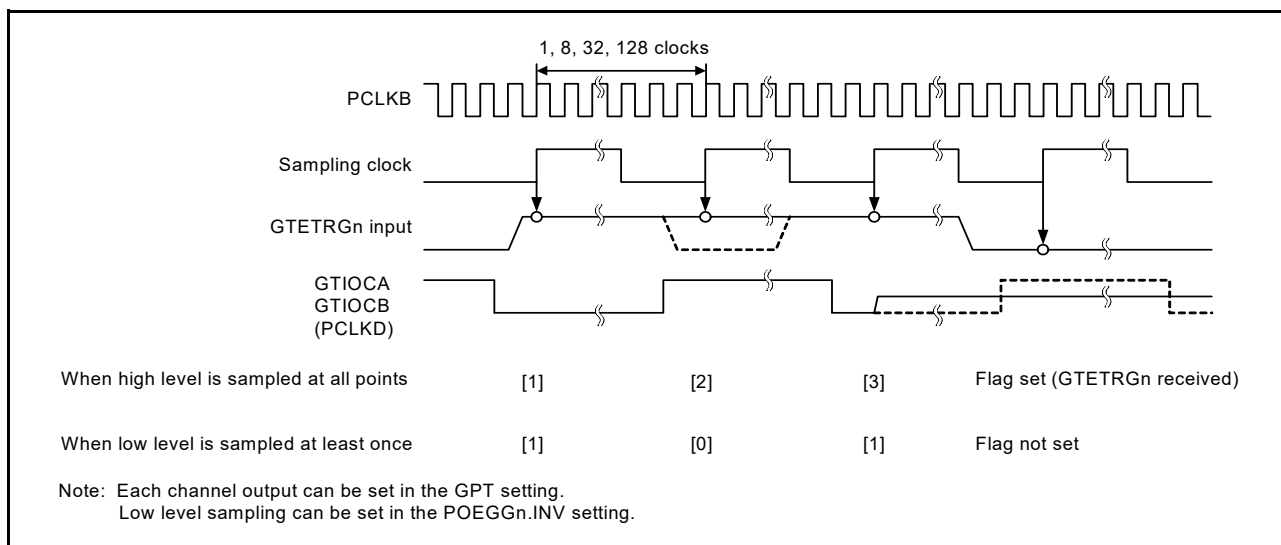 1, 8, 32, 128 clocks
PCLKB
Sampling clock
GTETRGn input
GTIOCA
GTIOCB
(PCLKD)
When high level is sampled at all points [1] [2] [3] Flag set (GTETRGn received)
When low level is sampled at least once [1] [0] [1] Flag not set
Note: Each channel output can be set in the GPT setting.
Low level sampling can be set in the POEGGn.INV setting.